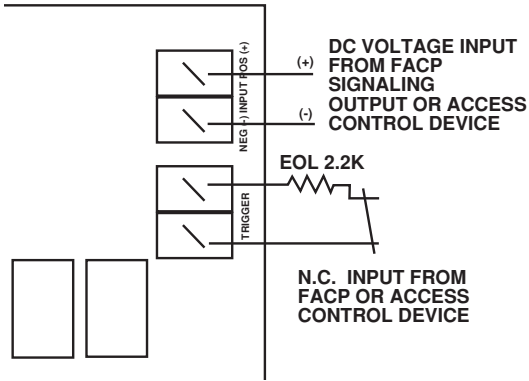 DC VOLTAGE INPUT
FROM FACP
SIGNALING
OUTPUT OR ACCESS
CONTROL DEVICE
(+)
(-)
NEG (-) INPUT POS (+)
EOL 2.2K
TRIGGER
N.C. INPUT FROM
FACP OR ACCESS
CONTROL DEVICE